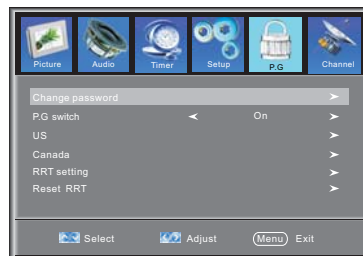 Picture Audio Timer Setup P.G Channel
Change password
P.G switch On
US
Canada
RRT setting
Reset RRT
Select Adjust Menu Exit